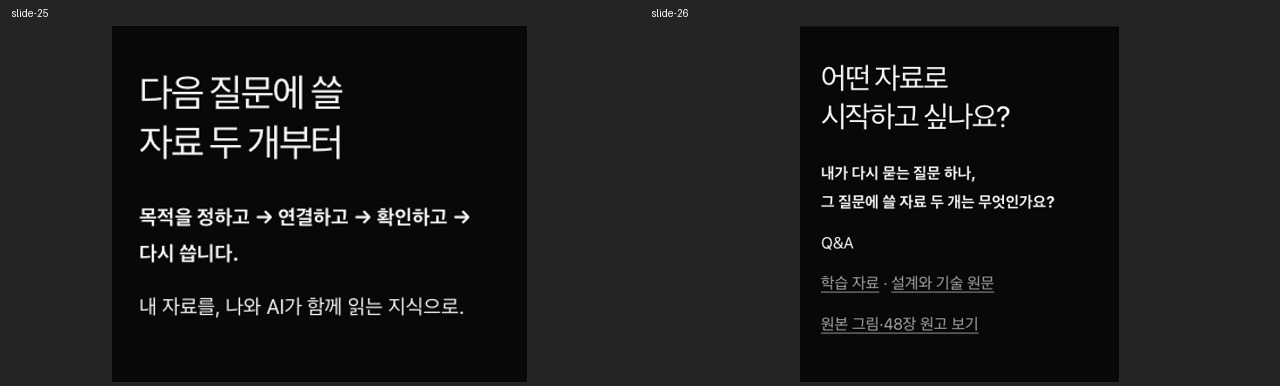 slide-25
다음 질문에 쓸
자료 두 개부터
목적을 정하고 → 연결하고 → 확인하고 →
다시 씁니다.
내 자료를, 나와 AI가 함께 읽는 지식으로.
slide-26
어떤 자료로
시작하고 싶나요?
내가 다시 묻는 질문 하나,
그 질문에 쓸 자료 두 개는 무엇인가요?
Q&A
학습 자료 · 설계와 기술 원문
원본 그림·48장 원고 보기